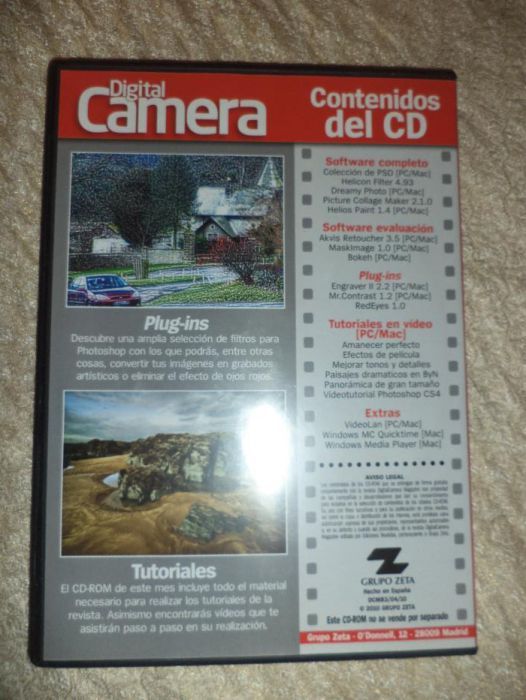 Digital
Camera
Contenidos
del CD
Software completo
Colección de PSD [PC/Mac]
Helicon Filter 4.93
Dreamy Photo [PC/Mac]
Picture Collage Maker 2.1.0
Helios Paint 1.4 [PC/Mac]
Software evaluación
Akvis Retoucher 3.5 [PC/Mac]
MaskImage 1.0 [PC/Mac]
Bokeh [PC/Mac]
Plug-ins
Engraver II 2.2 [PC/Mac]
Mr.Contrast 1.2 [PC/Mac]
RedEyes 1.0
Tutoriales en vídeo
[PC/Mac]
Amanecer perfecto
Efectos de película
Mejorar tonos y detalles
Paisajes dramaticos en ByN
Panorámica de gran tamaño
Videotutorial Photoshop CS4
Extras
VideoLan [PC/Mac]
Windows MC Quicktime [Mac]
Windows Media Player [Mac]
AVISO LEGAL
GRUPO ZETA
Hecho en España
DCM83/04/10
© 2010 GRUPO ZETA
Este CD-ROM no se vende por separado
Grupo Zeta - O'Donnell, 12 - 28009 Madrid
Plug-ins
Descubre una amplia selección de filtros para
Photoshop con los que podrás, entre otras
cosas, convertir tus imágenes en grabados
artísticos o eliminar el efecto de ojos rojos.
Tutoriales
El CD-ROM de este mes incluye todo el material
necesario para realizar los tutoriales de la
revista. Asimismo encontrarás vídeos que te
asistirán paso a paso en su realización.